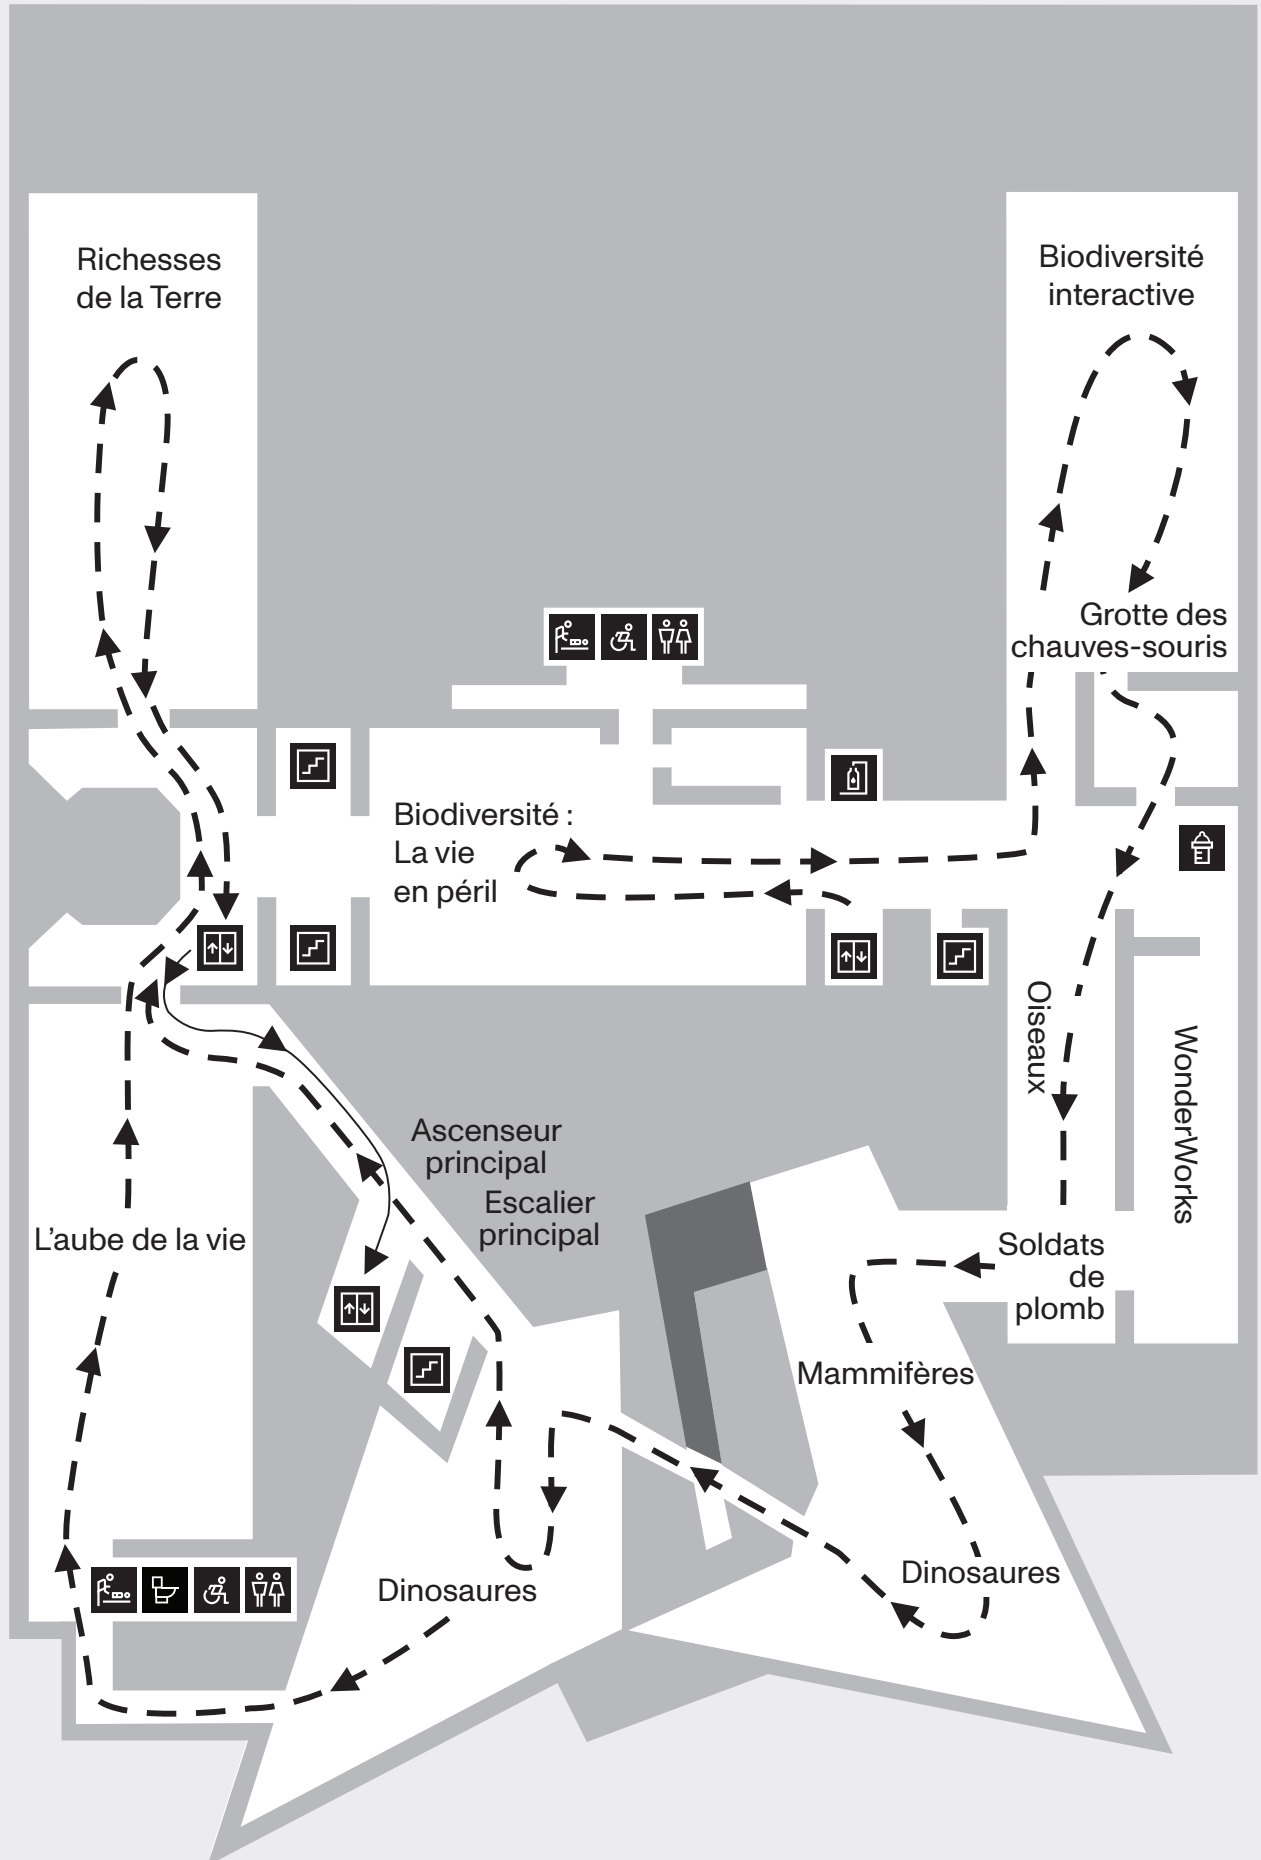 Richesses
de la Terre
Biodiversité
interactive
Grotte des
chauves-souris
Biodiversité :
La vie
en péril
Oiseaux
WonderWorks
Ascenseur
principal
Escalier
principal
L'aube de la vie
Soldats
de
plomb
Mammifères
Dinosaures
Dinosaures